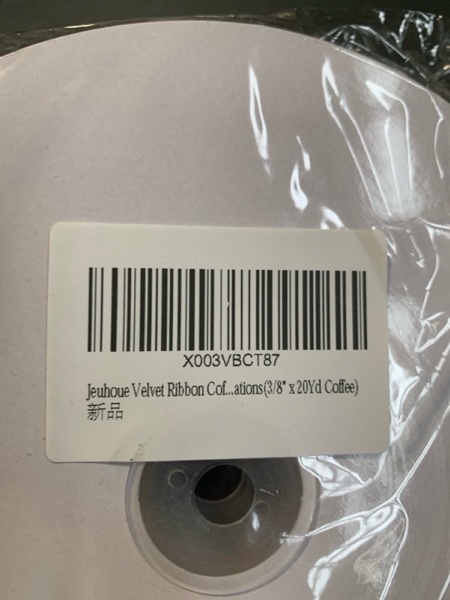 X003VBCT87
Jeuhoue Velvet Ribbon Cof...ations(3/8" x 20Yd Coffee)
新品